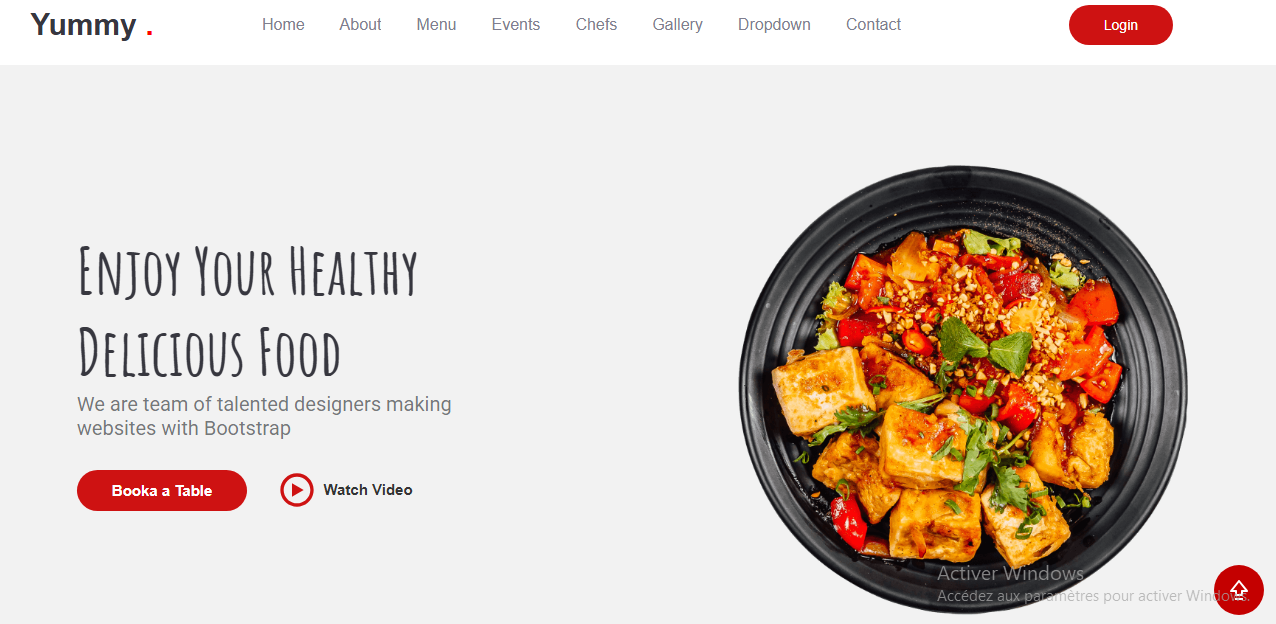 Yummy .
Home About Menu Events Chefs Gallery Dropdown Contact
Login
Enjoy Your Healthy
Delicious Food
We are team of talented designers making
websites with Bootstrap
Booka a Table
Watch Video
Activer Windows
Accédez aux paramètres pour activer Windows.